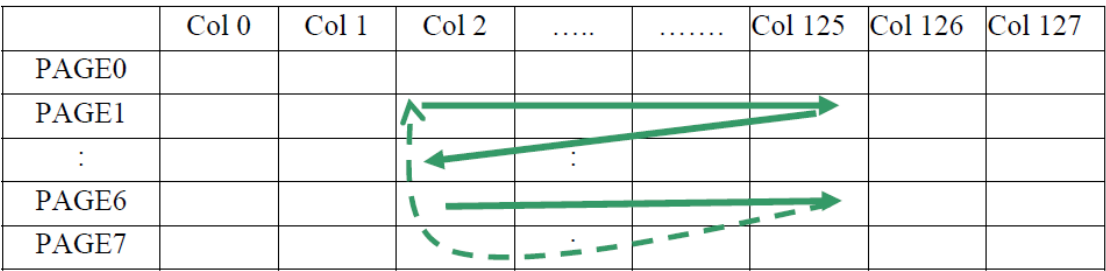 Col 0 Col 1 Col 2 ….. ……. Col 125 Col 126 Col 127
PAGE0
PAGE1
: :
PAGE6
PAGE7 :